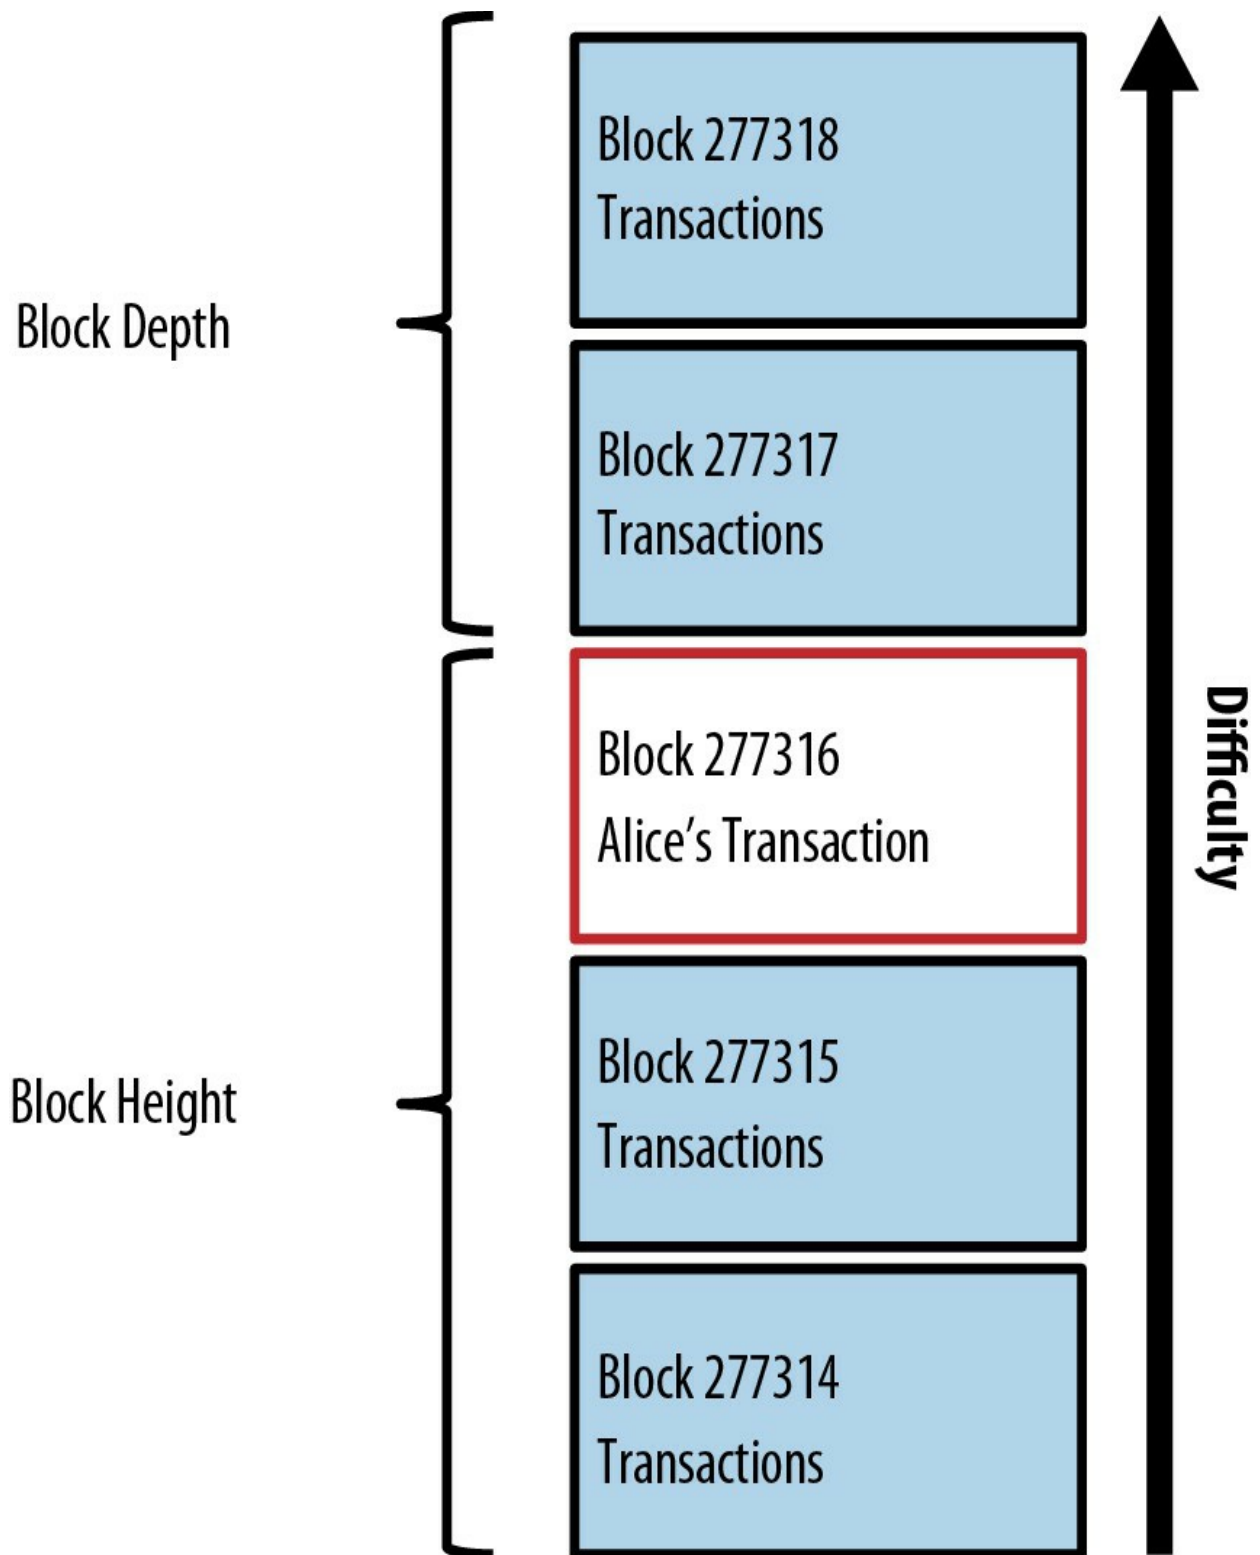 Block 277318
Transactions
Block Depth
Block 277317
Transactions
Block 277316
Alice’s Transaction
Difficulty
Block 277315
Transactions
Block Height
Block 277314
Transactions